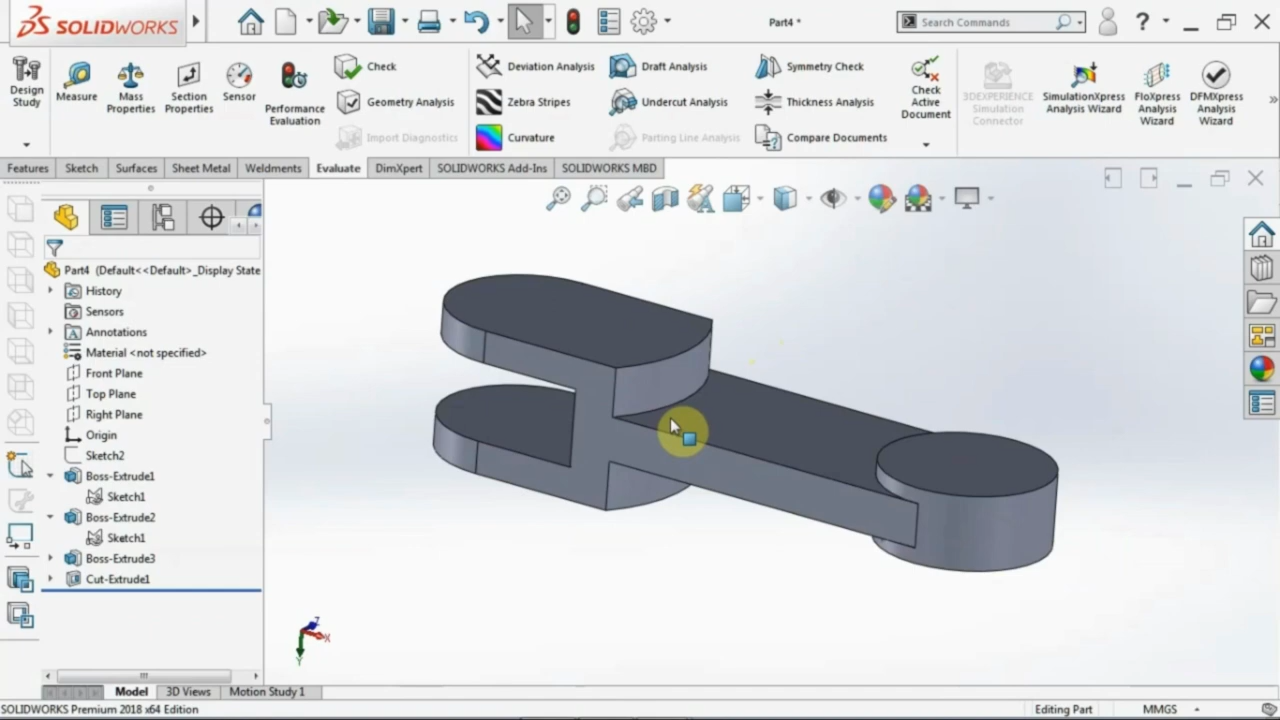 SOLIDWORKS
Part4 *
Search Commands
Design Study
Measure
Mass Properties
Section Properties
Sensor
Performance Evaluation
Check
Geometry Analysis
Import Diagnostics
Deviation Analysis
Zebra Stripes
Curvature
Draft Analysis
Undercut Analysis
Parting Line Analysis
Symmetry Check
Thickness Analysis
Compare Documents
Check Active Document
3DEXPERIENCE Simulation Connector
SimulationXpress Analysis Wizard
FloXpress Analysis Wizard
DFMXpress Analysis Wizard
Features Sketch Surfaces Sheet Metal Weldments Evaluate DimXpert SOLIDWORKS Add-Ins SOLIDWORKS MBD
Part4 (Default<<Default>_Display State
History
Sensors
Annotations
Material <not specified>
Front Plane
Top Plane
Right Plane
Origin
Sketch2
Boss-Extrude1
Sketch1
Boss-Extrude2
Sketch1
Boss-Extrude3
Cut-Extrude1
Z
X
Y
Model 3D Views Motion Study 1
SOLIDWORKS Premium 2018 x64 Edition Editing Part MMGS